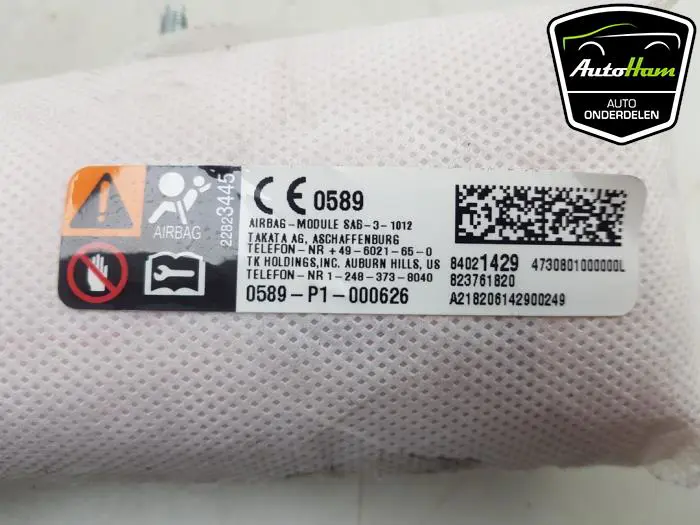 AutoHam
AUTO
ONDERDELEN
AIRBAG
22823445
CE 0589
AIRBAG-MODULE SAB-3-1012
TAKATA AG, ASCHAFFENBURG
TELEFON-NR +49-6021-65-0
TK HOLDINGS,INC. AUBURN HILLS, US
TELEFON-NR 1-248-373-8040
0589-P1-000626
84021429 4730801000000L
823761820
A218206142900249